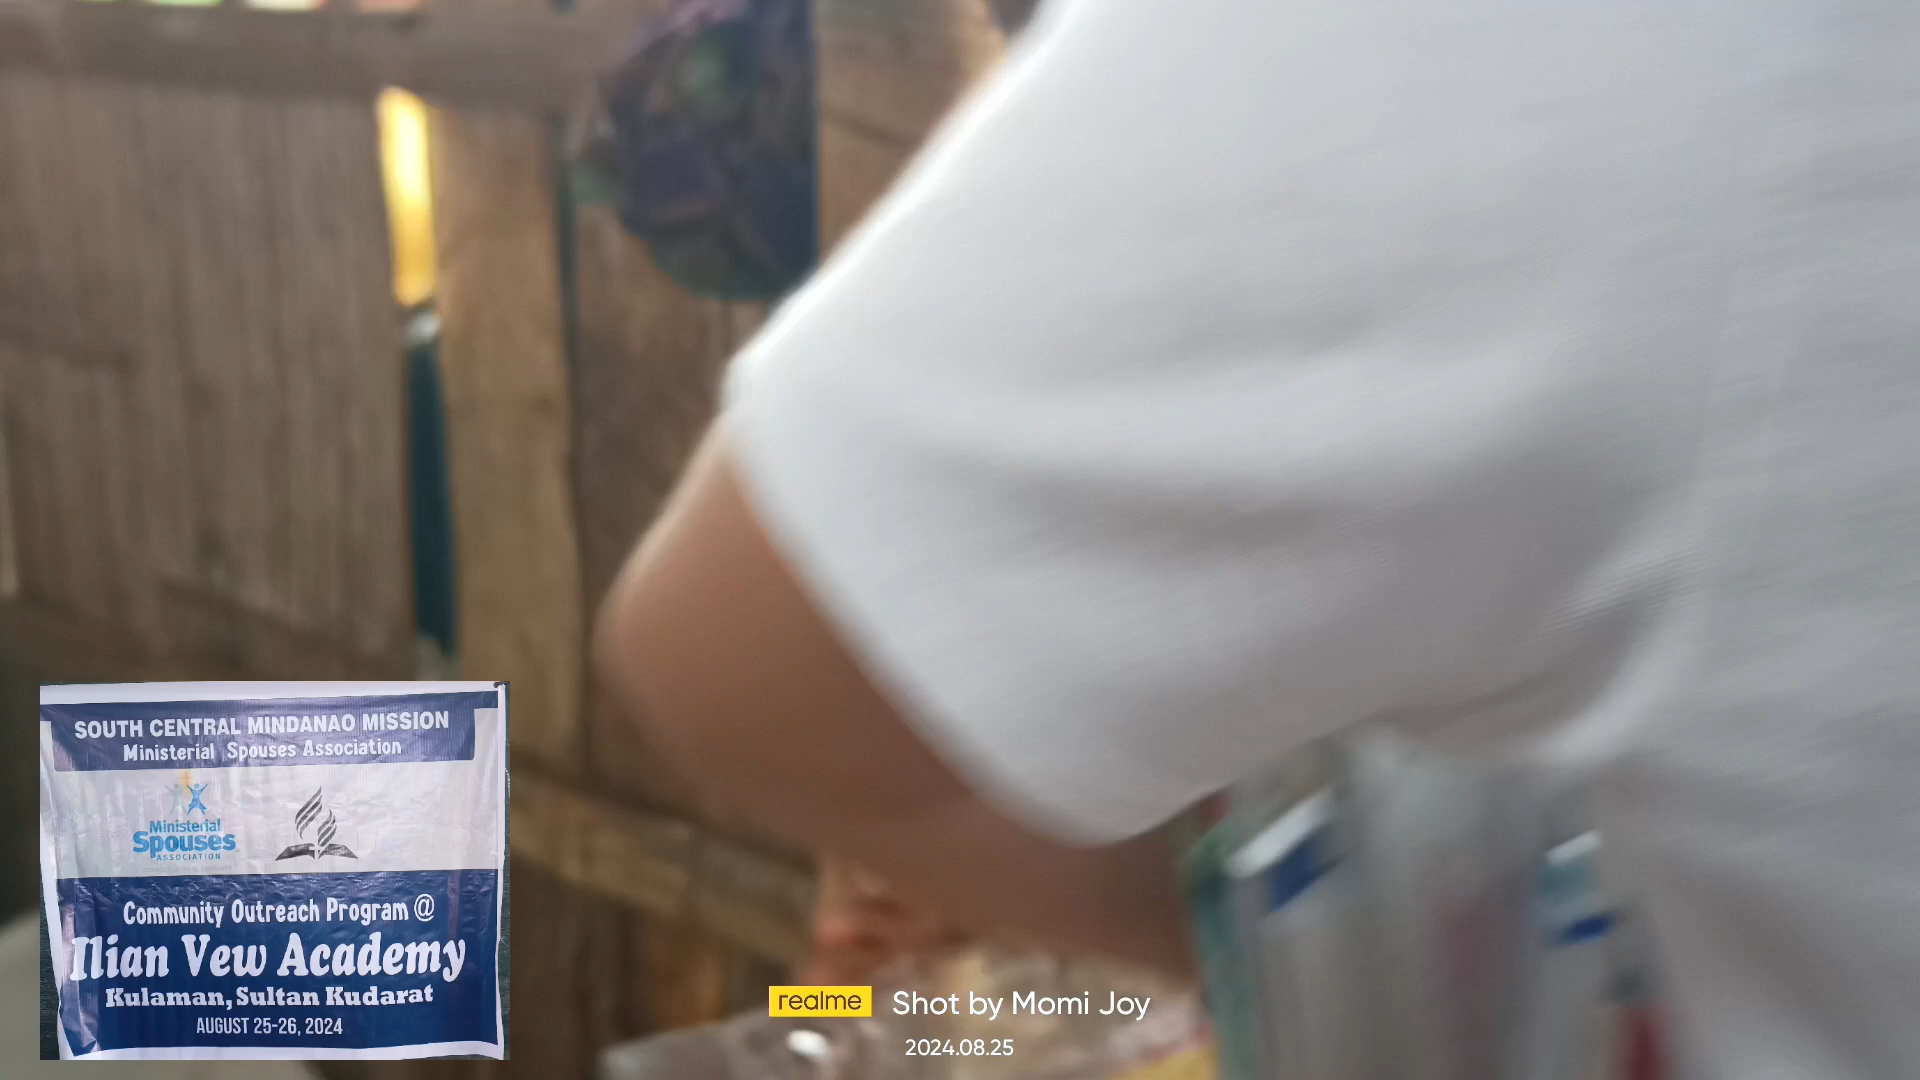 SOUTH CENTRAL MINDANAO MISSION
Ministerial Spouses Association
Ministerial
Spouses
ASSOCIATION
Community Outreach Program @
Ilian Vew Academy
Kulaman, Sultan Kudarat
AUGUST 25-26, 2024
realme Shot by Momi Joy
2024.08.25